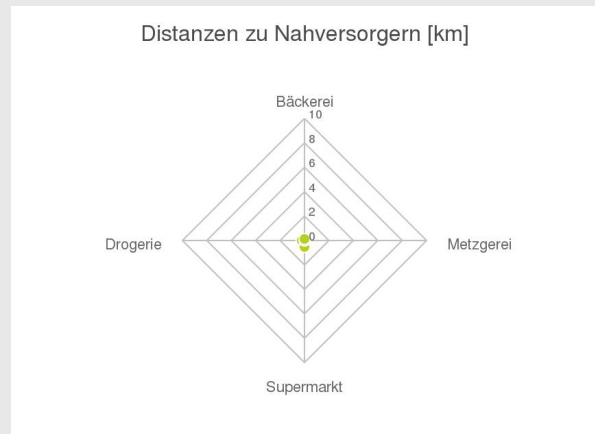 Distanzen zu Nahversorgern [km]
Bäckerei
10
8
6
4
2
0
Drogerie
Metzgerei
Supermarkt